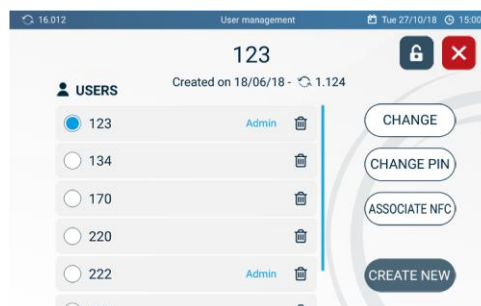 16.012 User management Tue 27/10/18 15:00
123
Created on 18/06/18 - 1.124
USERS
123 Admin
134
170
220
222 Admin
CHANGE
CHANGE PIN
ASSOCIATE NFC
CREATE NEW